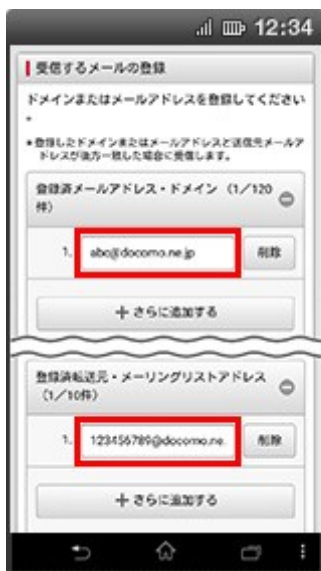 12:34
受信するメールの登録
ドメインまたはメールアドレスを登録してください
。
*登録したドメインまたはメールアドレスと送信元メールア
ドレスが後方一致した場合に受信します。
登録済メールアドレス・ドメイン（1/120
件）
1. abc@docomo.ne.jp 削除
＋さらに追加する
登録済転送元・メーリングリストアドレス
（1/10件）
1. 123456789@docomo.ne. 削除
＋さらに追加する